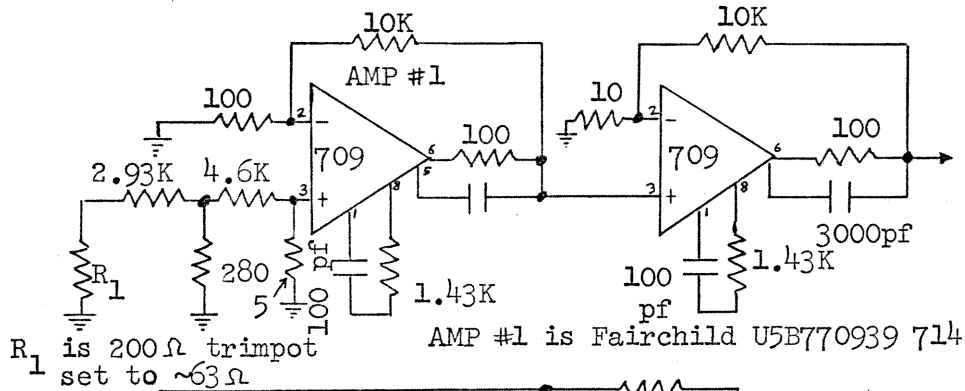 10K
10K
AMP #1
100
10
2
2
100
100
709
709
6
5
6
2.93K
4.6K
3
3
8
8
1
1
3000pf
R1
280
5
100 pf
1.43K
100
pf
1.43K
AMP #1 is Fairchild U5B770939 714
R1 is 200Ω trimpot
set to ~63Ω